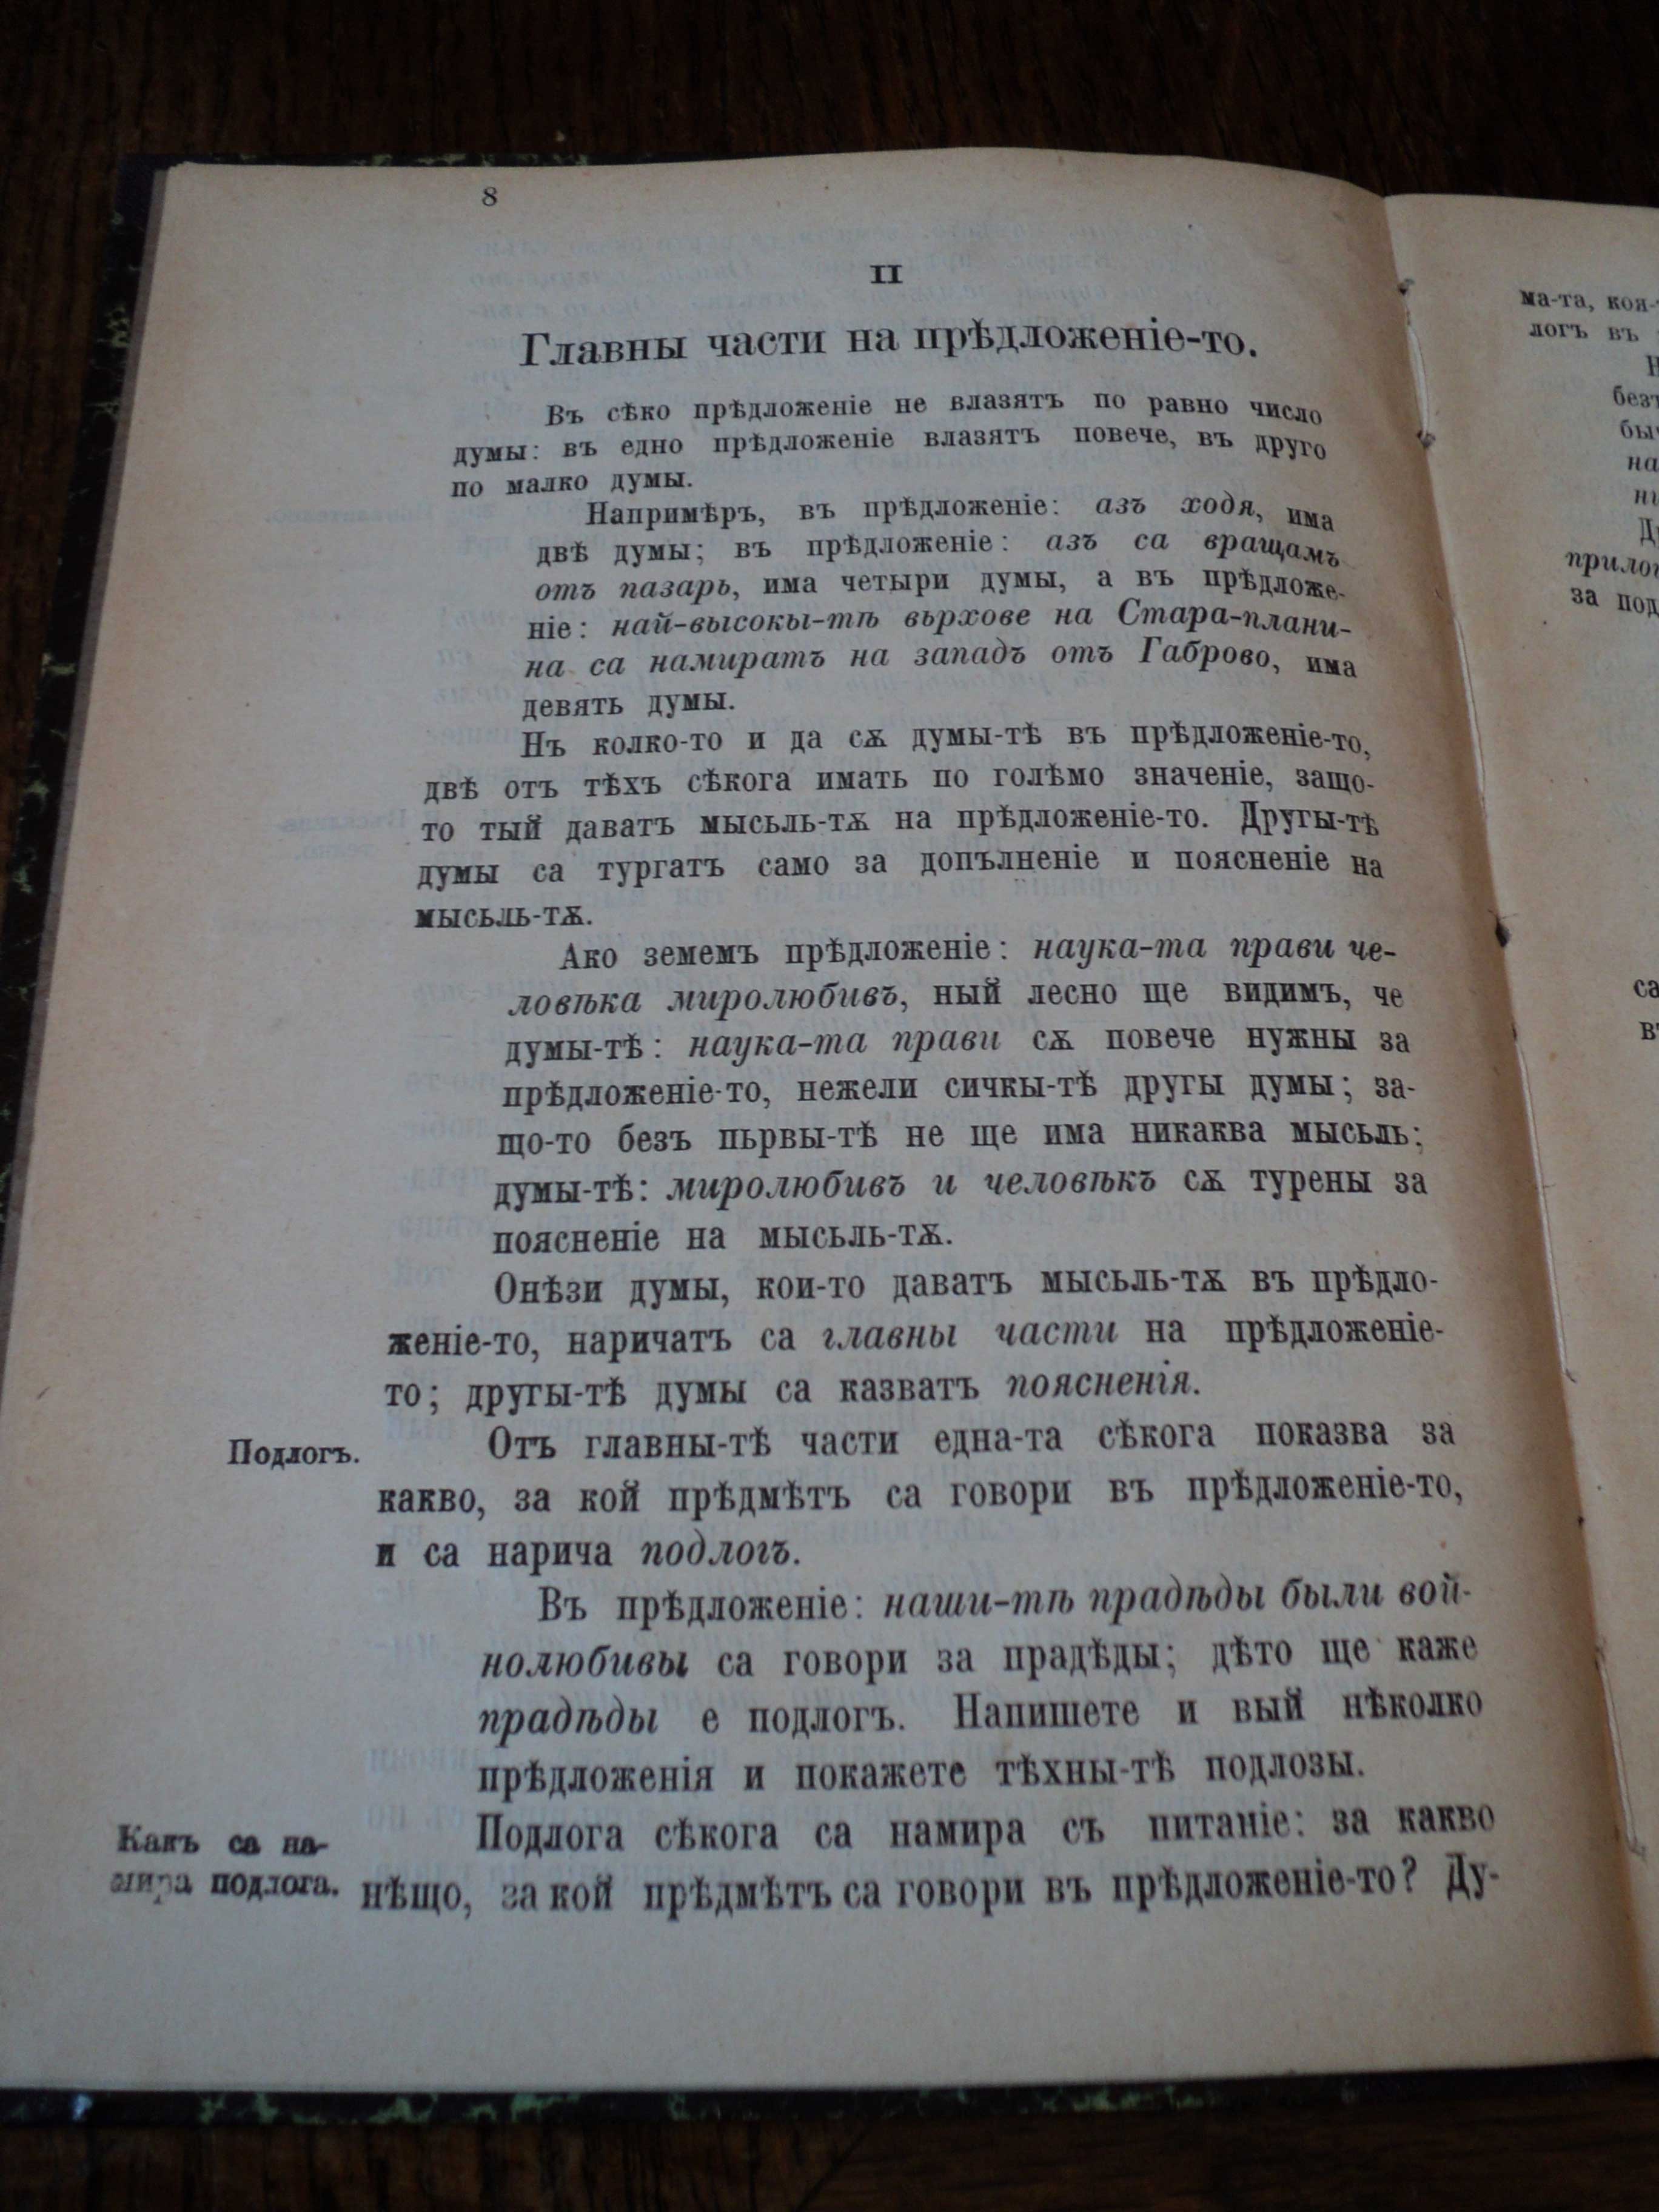 8
II
Главны части на прѣдложеніе-то.
Въ сѣко прѣдложеніе не влазятъ по равно число
думы: въ едно прѣдложеніе влазятъ повече, въ друго
по малко думы.
Напримѣръ, въ прѣдложеніе: азъ ходя, има
двѣ думы; въ прѣдложеніе: азъ са вращамъ
отъ пазарь, има четыри думы, а въ прѣдложе-
ніе: най-высокы-тѣ вьрхове на Стара-плани-
на са намиратъ на западъ отъ Габрово, има
девять думы.
Нъ колко-то и да сѫ думы-тѣ въ прѣдложеніе-то,
двѣ отъ тѣхъ сѣкога имать по голѣмо значеніе, защо-
то тый даватъ мысьль-тѫ на прѣдложеніе-то. Другы-тѣ
думы са тургатъ само за допълненіе и поясненіе на
мысьль-тѫ.
Ако земемъ прѣдложеніе: наука-та прави че-
ловѣка миролюбивъ, ный лесно ще видимъ, че
думы-тѣ: наука-та прави сѫ повече нужны за
прѣдложеніе-то, нежели сичкы-тѣ другы думы; за-
що-то безъ пьрвы-тѣ не ще има никаква мысьль;
думы-тѣ: миролюбивъ и человѣкъ сѫ турены за
поясненіе на мысьль-тѫ.
Онѣзи думы, кои-то даватъ мысьль-тѫ въ прѣдло-
женіе-то, наричатъ са главны части на прѣдложеніе-
то; другы-тѣ думы са казватъ поясненія.
Подлогъ.
Отъ главны-тѣ части една-та сѣкога показва за
какво, за кой прѣдмѣтъ са говори въ прѣдложеніе-то,
и са нарича подлогъ.
Въ прѣдложеніе: наши-тѣ прадѣды были вой-
нолюбивы са говори за прадѣды; дѣто ще каже
прадѣды е подлогъ. Напишете и вый нѣколко
прѣдложенія и покажете тѣхны-тѣ подлозы.
Какъ са на-
мира подлога.
Подлога сѣкога са намира съ питаніе: за какво
нѣщо, за кой прѣдмѣтъ са говори въ прѣдложеніе-то? Ду-
ма-та,
логъ въ
прилог
за под